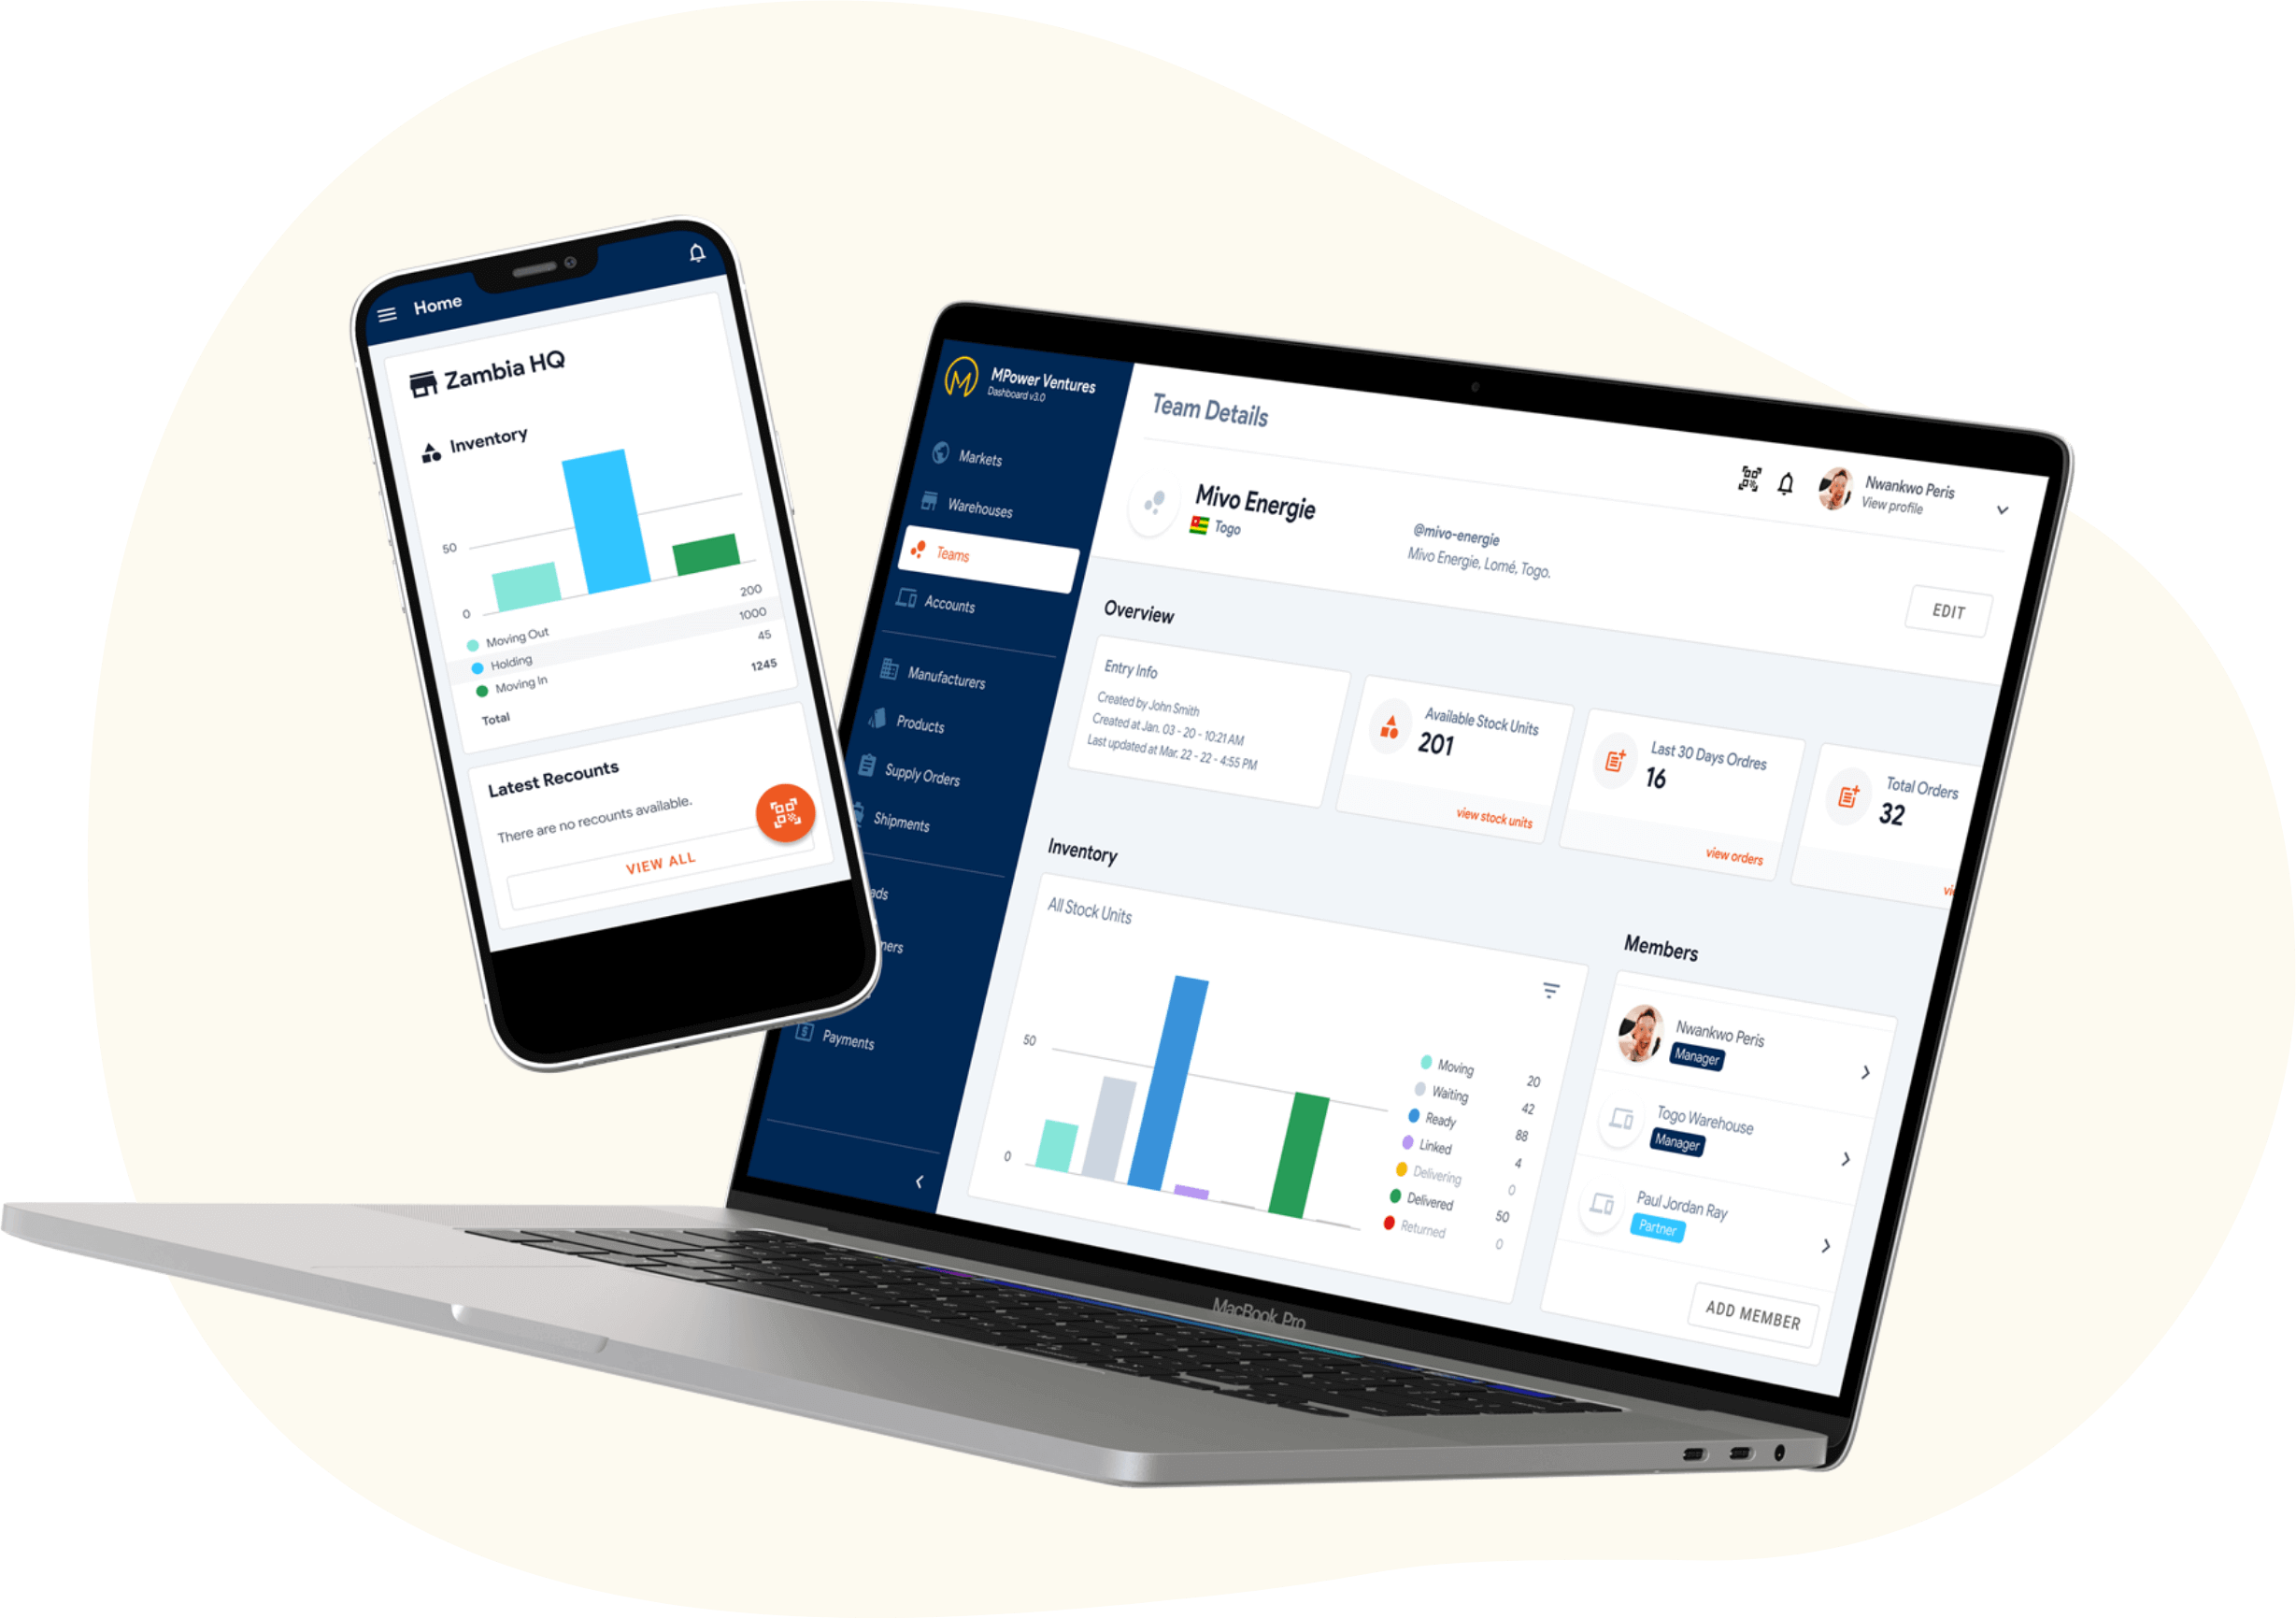 Home
Zambia HQ
Inventory
50
0
Moving Out 200
Holding 1000
Moving In 45
Total 1245
Latest Recounts
There are no recounts available.
VIEW ALL
MPower Ventures
Dashboard v3.0
Markets
Warehouses
Teams
Accounts
Manufacturers
Products
Supply Orders
Shipments
Payments
Team Details
Nwankwo Peris
View profile
Mivo Energie
Togo
@mivo-energie
Mivo Energie, Lomé, Togo.
EDIT
Overview
Entry Info
Created by John Smith
Created at Jan. 03 - 20 - 10:21 AM
Last updated at Mar. 22 - 22 - 4:55 PM
Available Stock Units
201
view stock units
Last 30 Days Ordres
16
view orders
Total Orders
32
Inventory
All Stock Units
50
0
Moving 20
Waiting 42
Ready 88
Linked 4
Delivering 0
Delivered 50
Returned 0
Members
Nwankwo Peris
Manager
Togo Warehouse
Manager
Paul Jordan Ray
Partner
ADD MEMBER
MacBook Pro